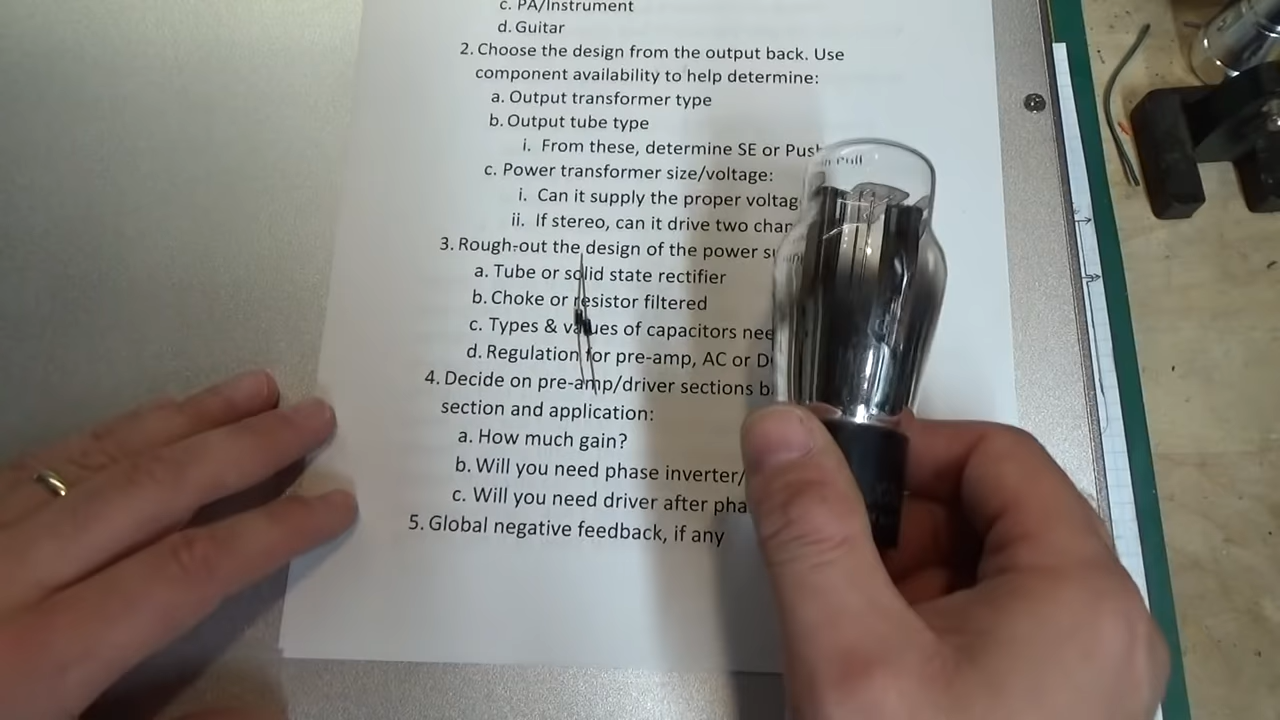 c. PA/Instrument
d. Guitar
2. Choose the design from the output back. Use
component availability to help determine:
a. Output transformer type
b. Output tube type
i. From these, determine SE or Push
c. Power transformer size/voltage:
i. Can it supply the proper voltag
ii. If stereo, can it drive two chan
3. Rough-out the design of the power su
a. Tube or solid state rectifier
b. Choke or resistor filtered
c. Types & values of capacitors nee
d. Regulation for pre-amp, AC or D
4. Decide on pre-amp/driver sections b
section and application:
a. How much gain?
b. Will you need phase inverter/
c. Will you need driver after pha
5. Global negative feedback, if any